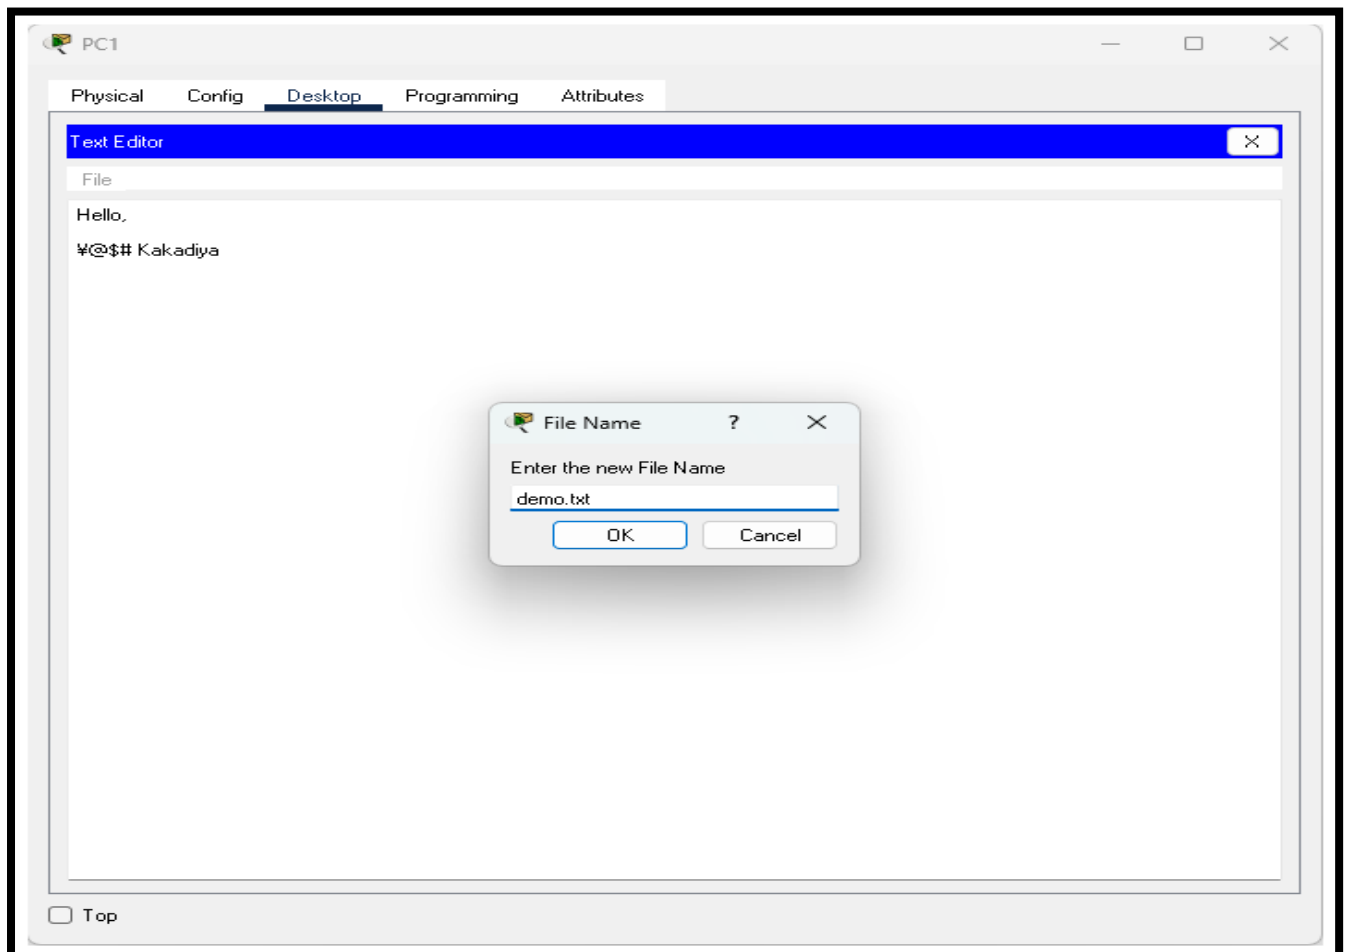 PC1
Physical Config Desktop Programming Attributes
Text Editor X
File
Hello,
¥@$# Kakadiya
File Name ?
Enter the new File Name
demo.txt
OK Cancel
Top